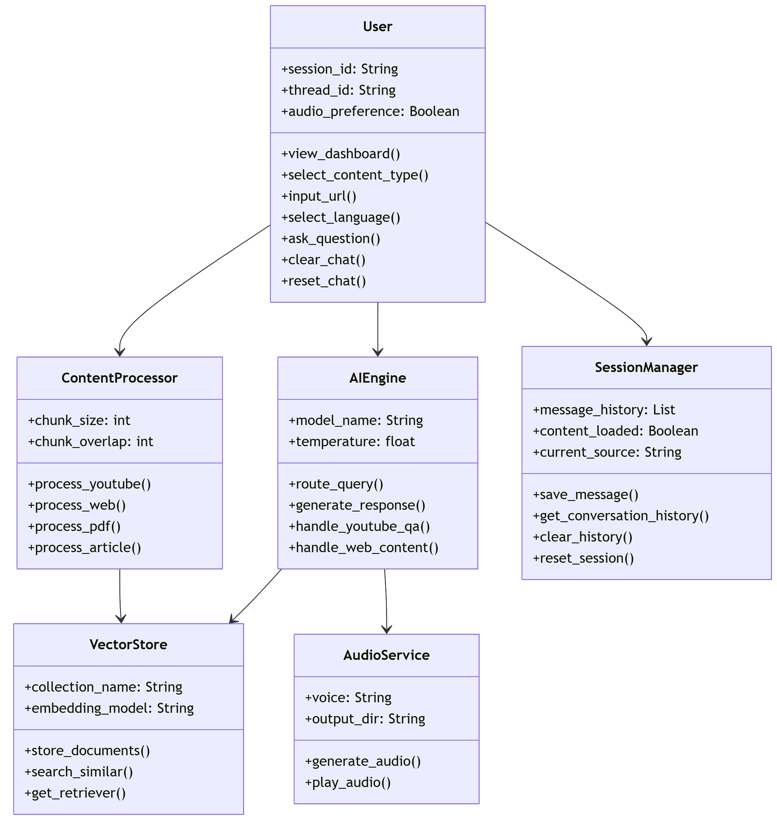 User
+session_id: String
+thread_id: String
+audio_preference: Boolean
+view_dashboard()
+select_content_type()
+input_url()
+select_language()
+ask_question()
+clear_chat()
+reset_chat()
ContentProcessor
+chunk_size: int
+chunk_overlap: int
+process_youtube()
+process_web()
+process_pdf()
+process_article()
AIEngine
+model_name: String
+temperature: float
+route_query()
+generate_response()
+handle_youtube_qa()
+handle_web_content()
SessionManager
+message_history: List
+content_loaded: Boolean
+current_source: String
+save_message()
+get_conversation_history()
+clear_history()
+reset_session()
VectorStore
+collection_name: String
+embedding_model: String
+store_documents()
+search_similar()
+get_retriever()
AudioService
+voice: String
+output_dir: String
+generate_audio()
+play_audio()